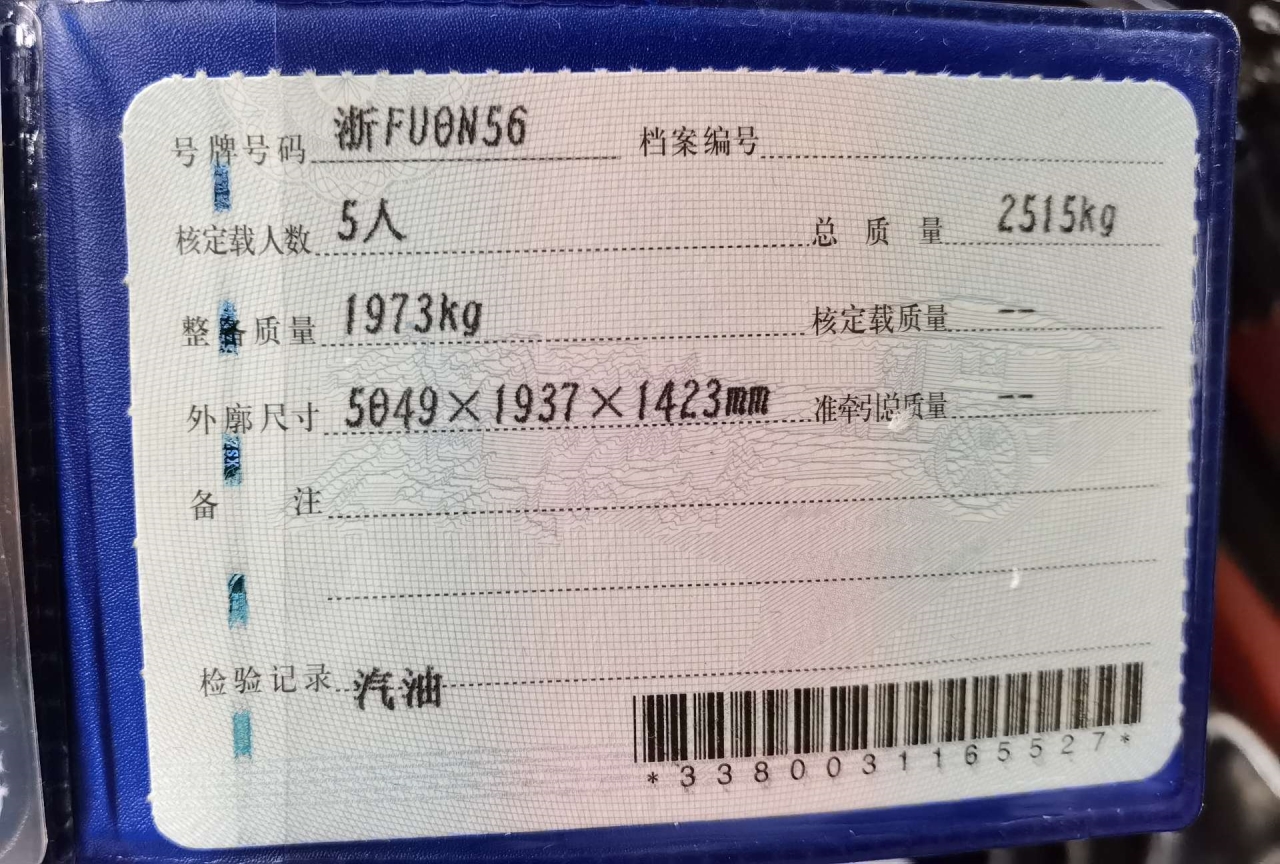 号牌号码 浙FU0N56 档案编号
核定载人数 5人 总质量 2515kg
整备质量 1973kg 核定载质量 --
外廓尺寸 5049×1937×1423mm 准牵引总质量 --
备注
检验记录 汽油
*3380031165527*